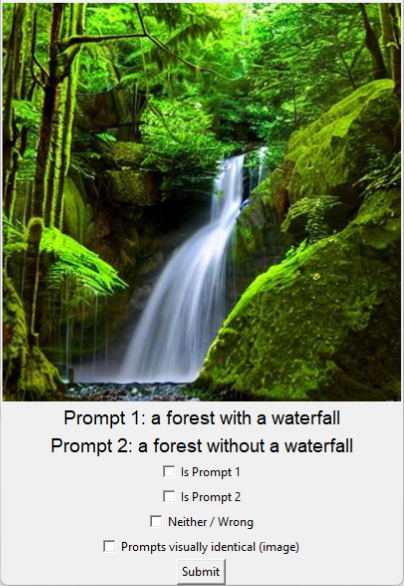 Prompt 1: a forest with a waterfall
Prompt 2: a forest without a waterfall
Is Prompt 1
Is Prompt 2
Neither / Wrong
Prompts visually identical (image)
Submit